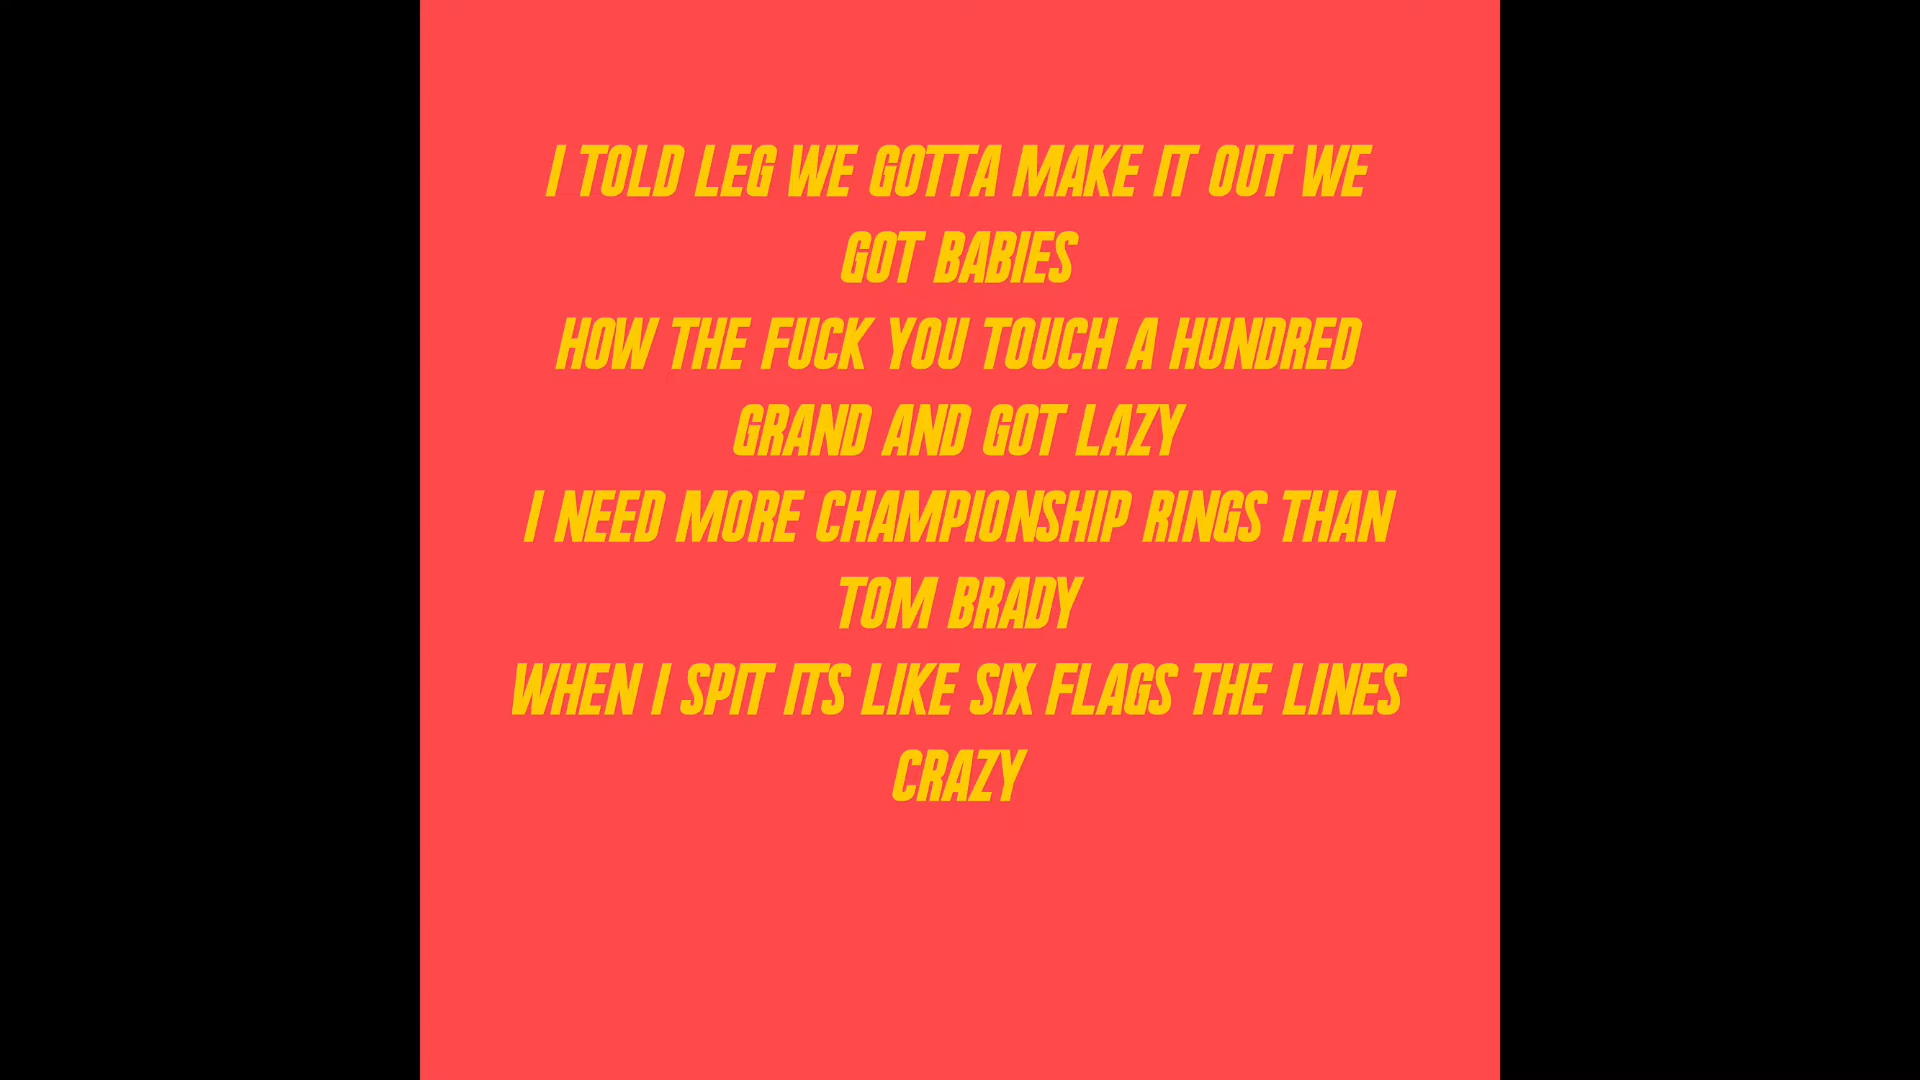 I TOLD LEG WE GOTTA MAKE IT OUT WE
GOT BABIES
HOW THE FUCK YOU TOUCH A HUNDRED
GRAND AND GOT LAZY
I NEED MORE CHAMPIONSHIP RINGS THAN
TOM BRADY
WHEN I SPIT ITS LIKE SIX FLAGS THE LINES
CRAZY